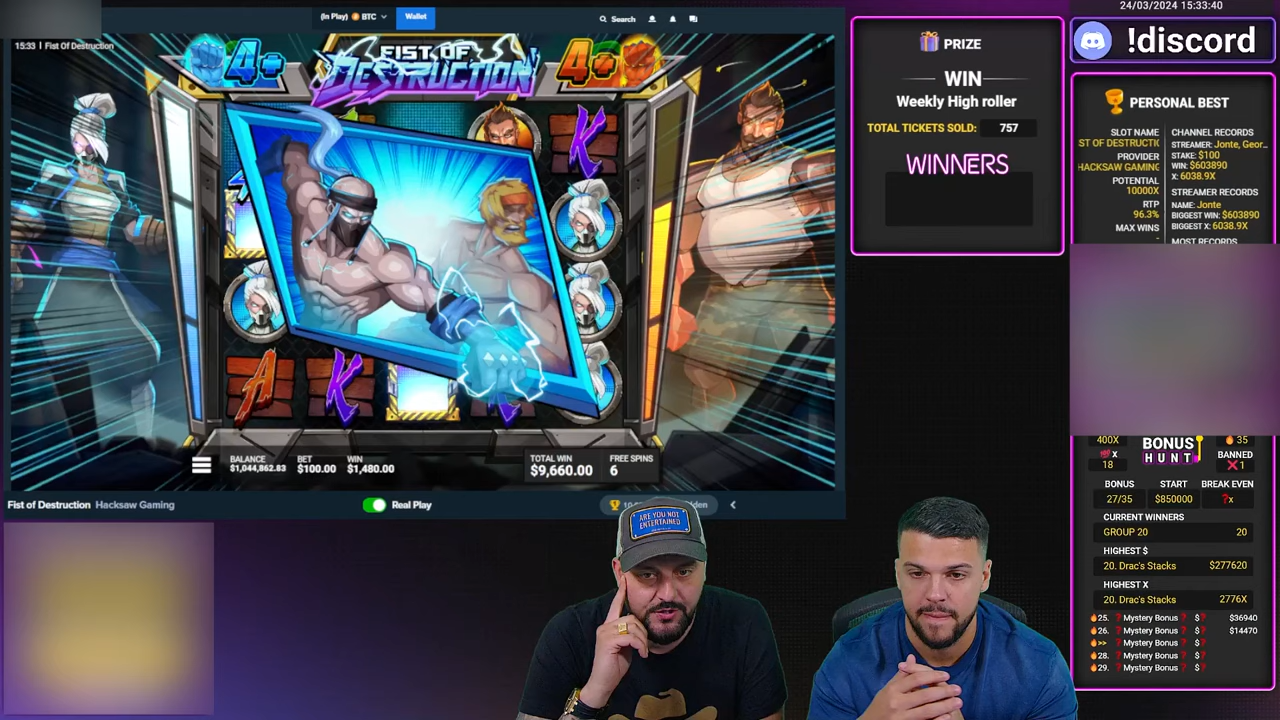 24/03/2024 15:33:40
(In Play) BTC
Wallet
Search
15:33 | Fist Of Destruction
4+
FIST OF
DESTRUCTION
4+
K
A
K
BALANCE
$1,044,862.83
BET
$100.00
WIN
$1,480.00
TOTAL WIN
$9,660.00
FREE SPINS
6
Fist of Destruction Hacksaw Gaming
Real Play
ARE YOU NOT
ENTERTAINED
PRIZE
WIN
Weekly High roller
TOTAL TICKETS SOLD: 757
WINNERS
!discord
PERSONAL BEST
SLOT NAME
ST OF DESTRUCTIO
PROVIDER
HACKSAW GAMING
POTENTIAL
10000X
RTP
96.3%
MAX WINS
-
CHANNEL RECORDS
STREAMER: Jonte, Geor...
STAKE: $100
WIN: $603890
X: 6038.9X
STREAMER RECORDS
NAME: Jonte
BIGGEST WIN: $603890
BIGGEST X: 6038.9X
MOST RECORDS
400X
X
18
BONUS
HUNT
35
BANNED
1
BONUS
27/35
START
$850000
BREAK EVEN
?x
CURRENT WINNERS
GROUP 20 20
HIGHEST $
20. Drac's Stacks $277620
HIGHEST X
20. Drac's Stacks 2776X
25. ? Mystery Bonus ? $? $36940
26. ? Mystery Bonus ? $? $14470
>> ? Mystery Bonus ? $?
28. ? Mystery Bonus ? $?
29. ? Mystery Bonus ? $?